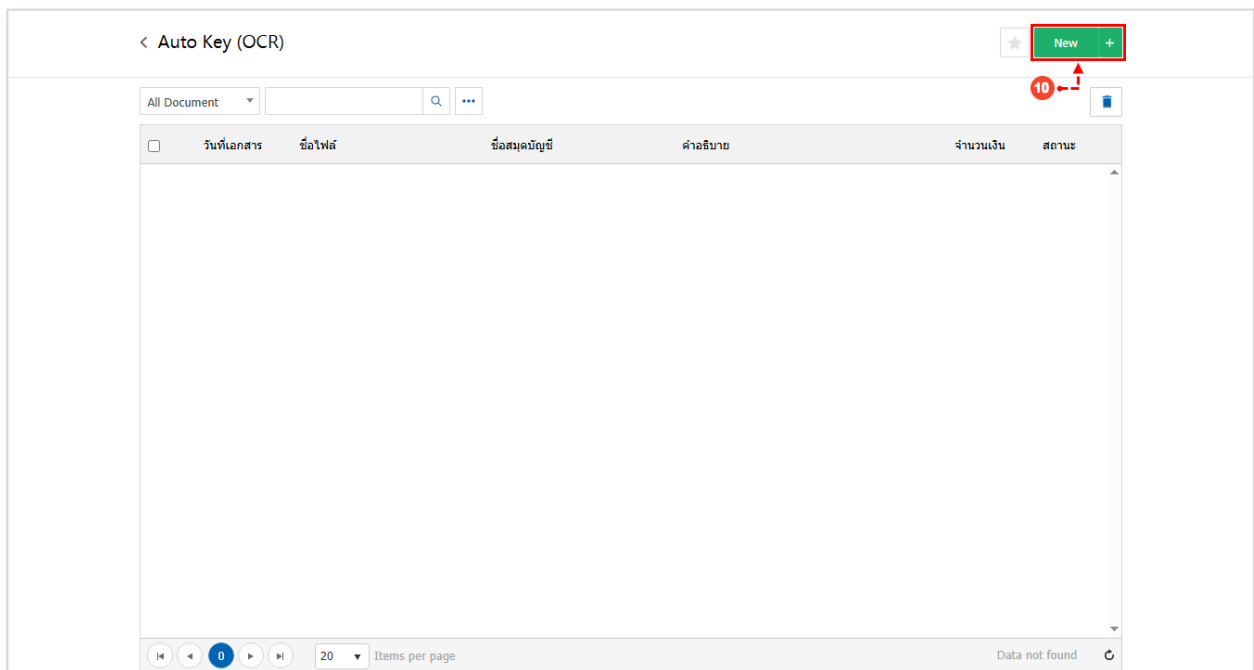 Auto Key (OCR)
New +
10
All Document
วันที่เอกสาร ชื่อไฟล์ ชื่อสมุดบัญชี คำอธิบาย จำนวนเงิน สถานะ
0 20 Items per page Data not found